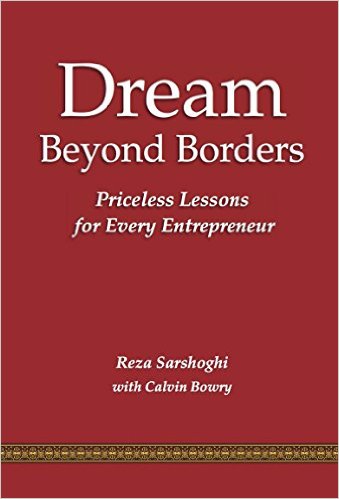 Dream
Beyond Borders
Priceless Lessons
for Every Entrepreneur
Reza Sarshoghi
with Calvin Bowry